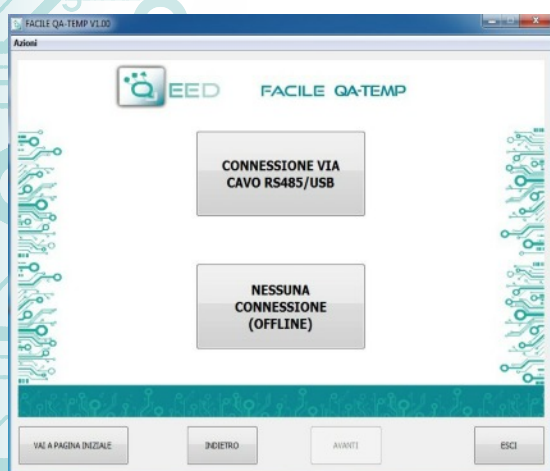 FACILE QA-TEMP V1.00
Azioni
QEED FACILE QA-TEMP
CONNESSIONE VIA
CAVO RS485/USB
NESSUNA
CONNESSIONE
(OFFLINE)
VAI A PAGINA INIZIALE INDIETRO AVANTI ESCI